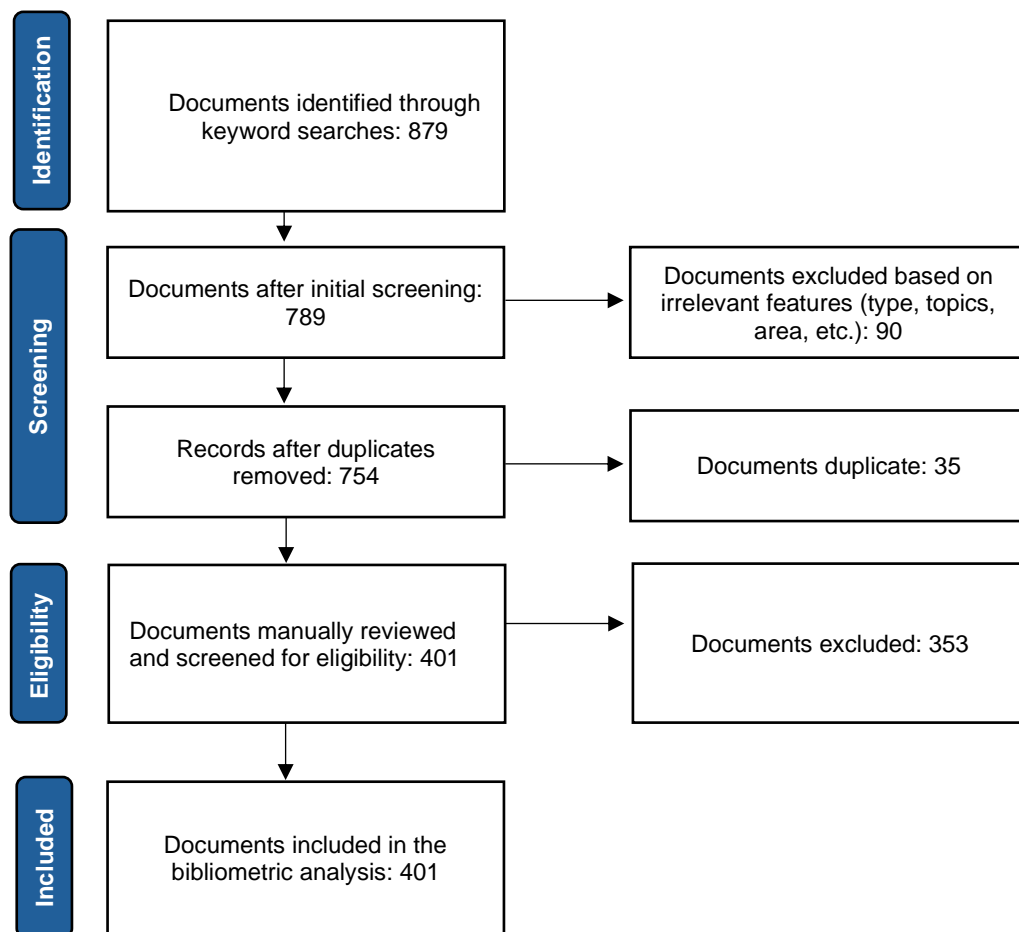 Identification
Documents identified through
keyword searches: 879
Screening
Documents after initial screening:
789
Documents excluded based on
irrelevant features (type, topics,
area, etc.): 90
Records after duplicates
removed: 754
Documents duplicate: 35
Eligibility
Documents manually reviewed
and screened for eligibility: 401
Documents excluded: 353
Included
Documents included in the
bibliometric analysis: 401